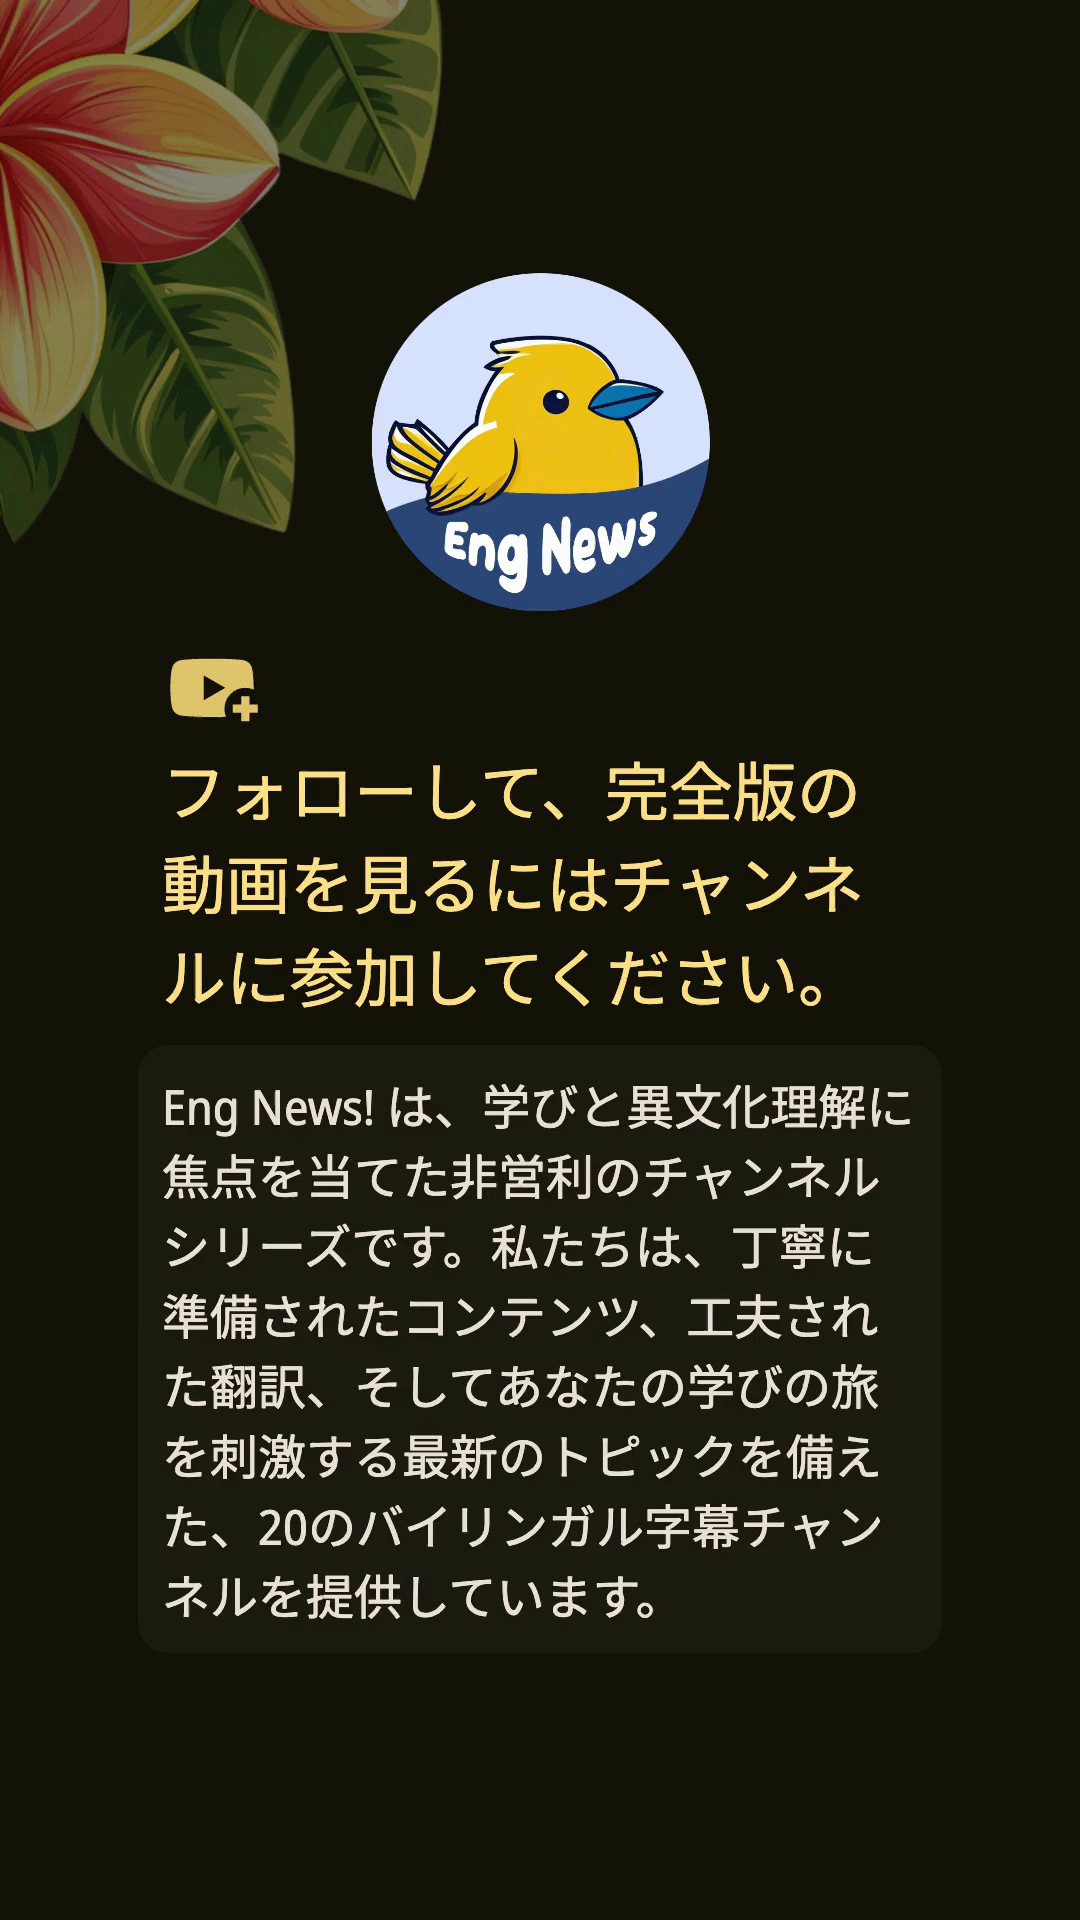 Eng News
フォローして、完全版の
動画を見るにはチャンネ
ルに参加してください。
Eng News! は、学びと異文化理解に
焦点を当てた非営利のチャンネル
シリーズです。私たちは、丁寧に
準備されたコンテンツ、工夫され
た翻訳、そしてあなたの学びの旅
を刺激する最新のトピックを備え
た、20のバイリンガル字幕チャン
ネルを提供しています。